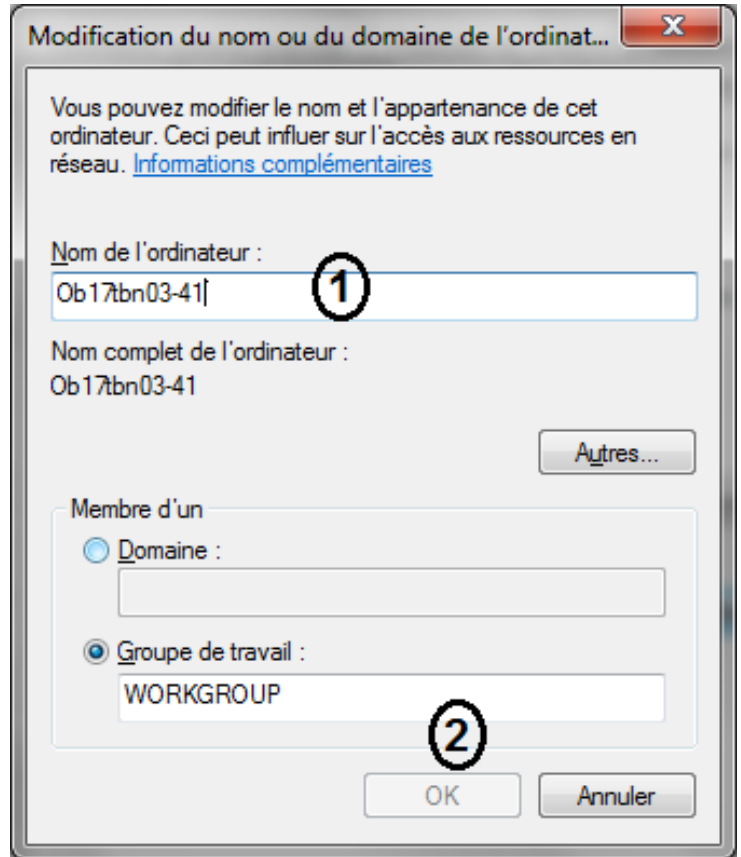 Modification du nom ou du domaine de l'ordinat...
Vous pouvez modifier le nom et l'appartenance de cet
ordinateur. Ceci peut influer sur l'accès aux ressources en
réseau. Informations complémentaires
Nom de l'ordinateur :
Ob17tbn03-41
1
Nom complet de l'ordinateur :
Ob17tbn03-41
Autres...
Membre d'un
Domaine :
Groupe de travail :
WORKGROUP
2
OK
Annuler